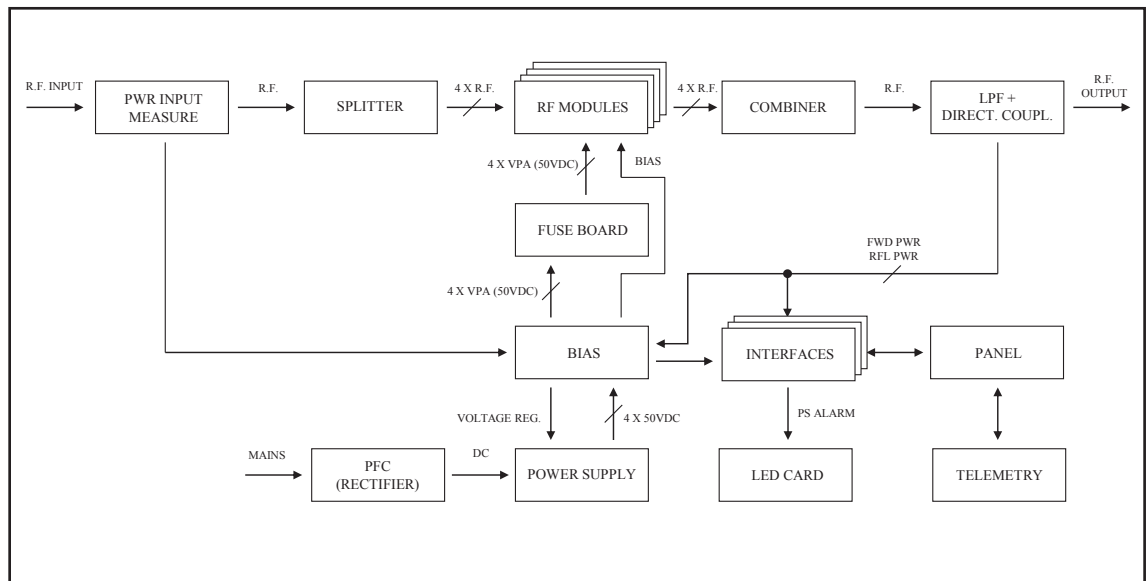 R.F. INPUT
PWR INPUT
MEASURE
R.F.
SPLITTER
4 X R.F.
RF MODULES
4 X R.F.
COMBINER
R.F.
LPF +
DIRECT. COUPL.
R.F.
OUTPUT
4 X VPA (50VDC)
BIAS
FUSE BOARD
FWD PWR
RFL PWR
4 X VPA (50VDC)
BIAS
INTERFACES
PANEL
VOLTAGE REG.
4 X 50VDC
PS ALARM
MAINS
PFC
(RECTIFIER)
DC
POWER SUPPLY
LED CARD
TELEMETRY